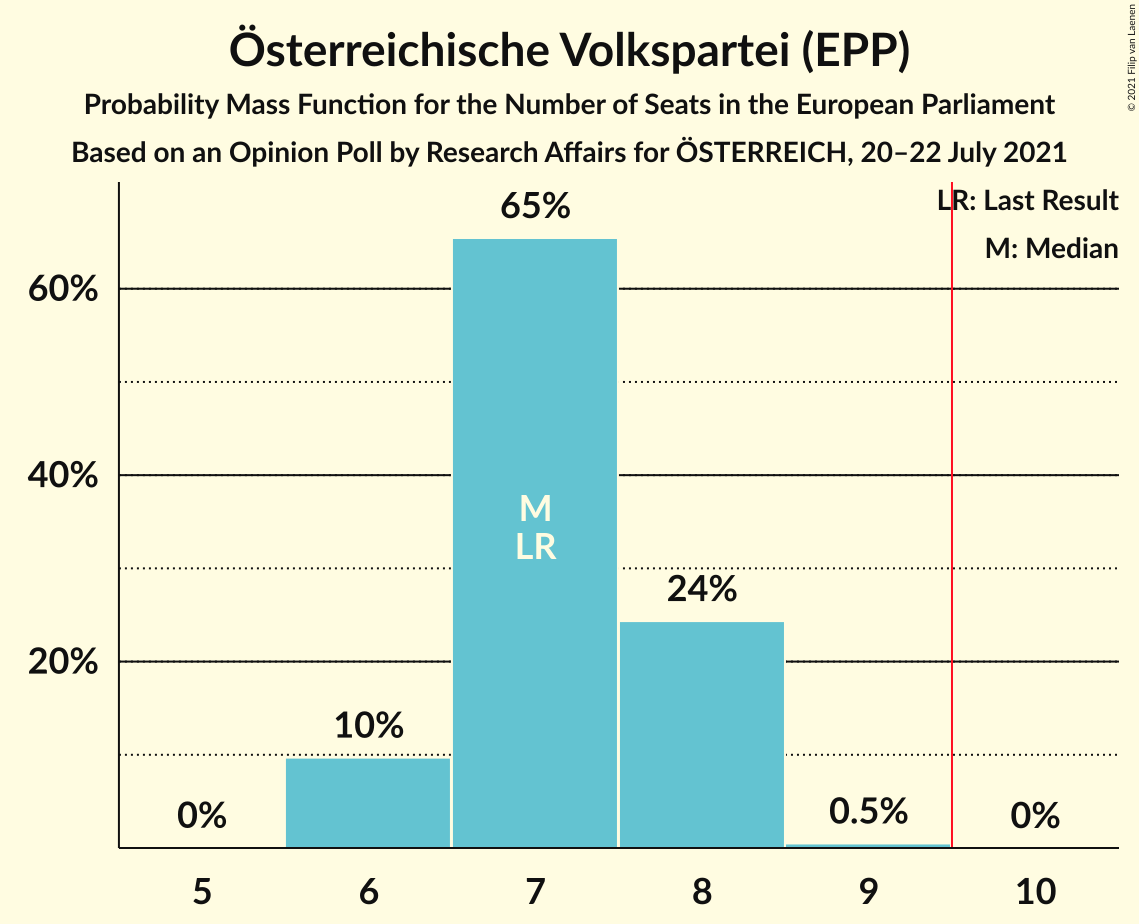 Österreichische Volkspartei (EPP)
Probability Mass Function for the Number of Seats in the European Parliament
Based on an Opinion Poll by Research Affairs for ÖSTERREICH, 20–22 July 2021
© 2021 Filip van Laenen
LR: Last Result
M: Median
65%
60%
40%
M
LR
24%
20%
10%
0%
0.5%
0%
5 6 7 8 9 10